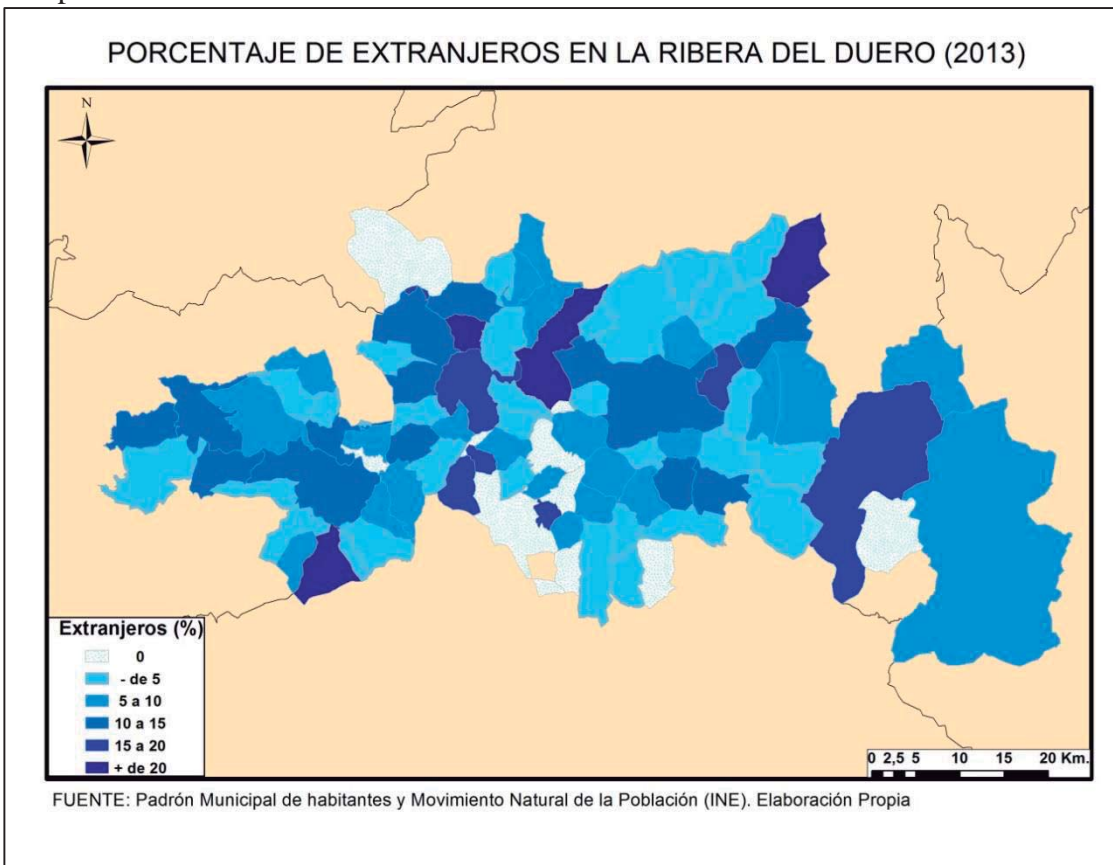 PORCENTAJE DE EXTRANJEROS EN LA RIBERA DEL DUERO (2013)
N
Extranjeros (%)
0
- de 5
5 a 10
10 a 15
15 a 20
+ de 20
0 2,5 5 10 15 20 Km.
FUENTE: Padrón Municipal de habitantes y Movimiento Natural de la Población (INE). Elaboración Propia